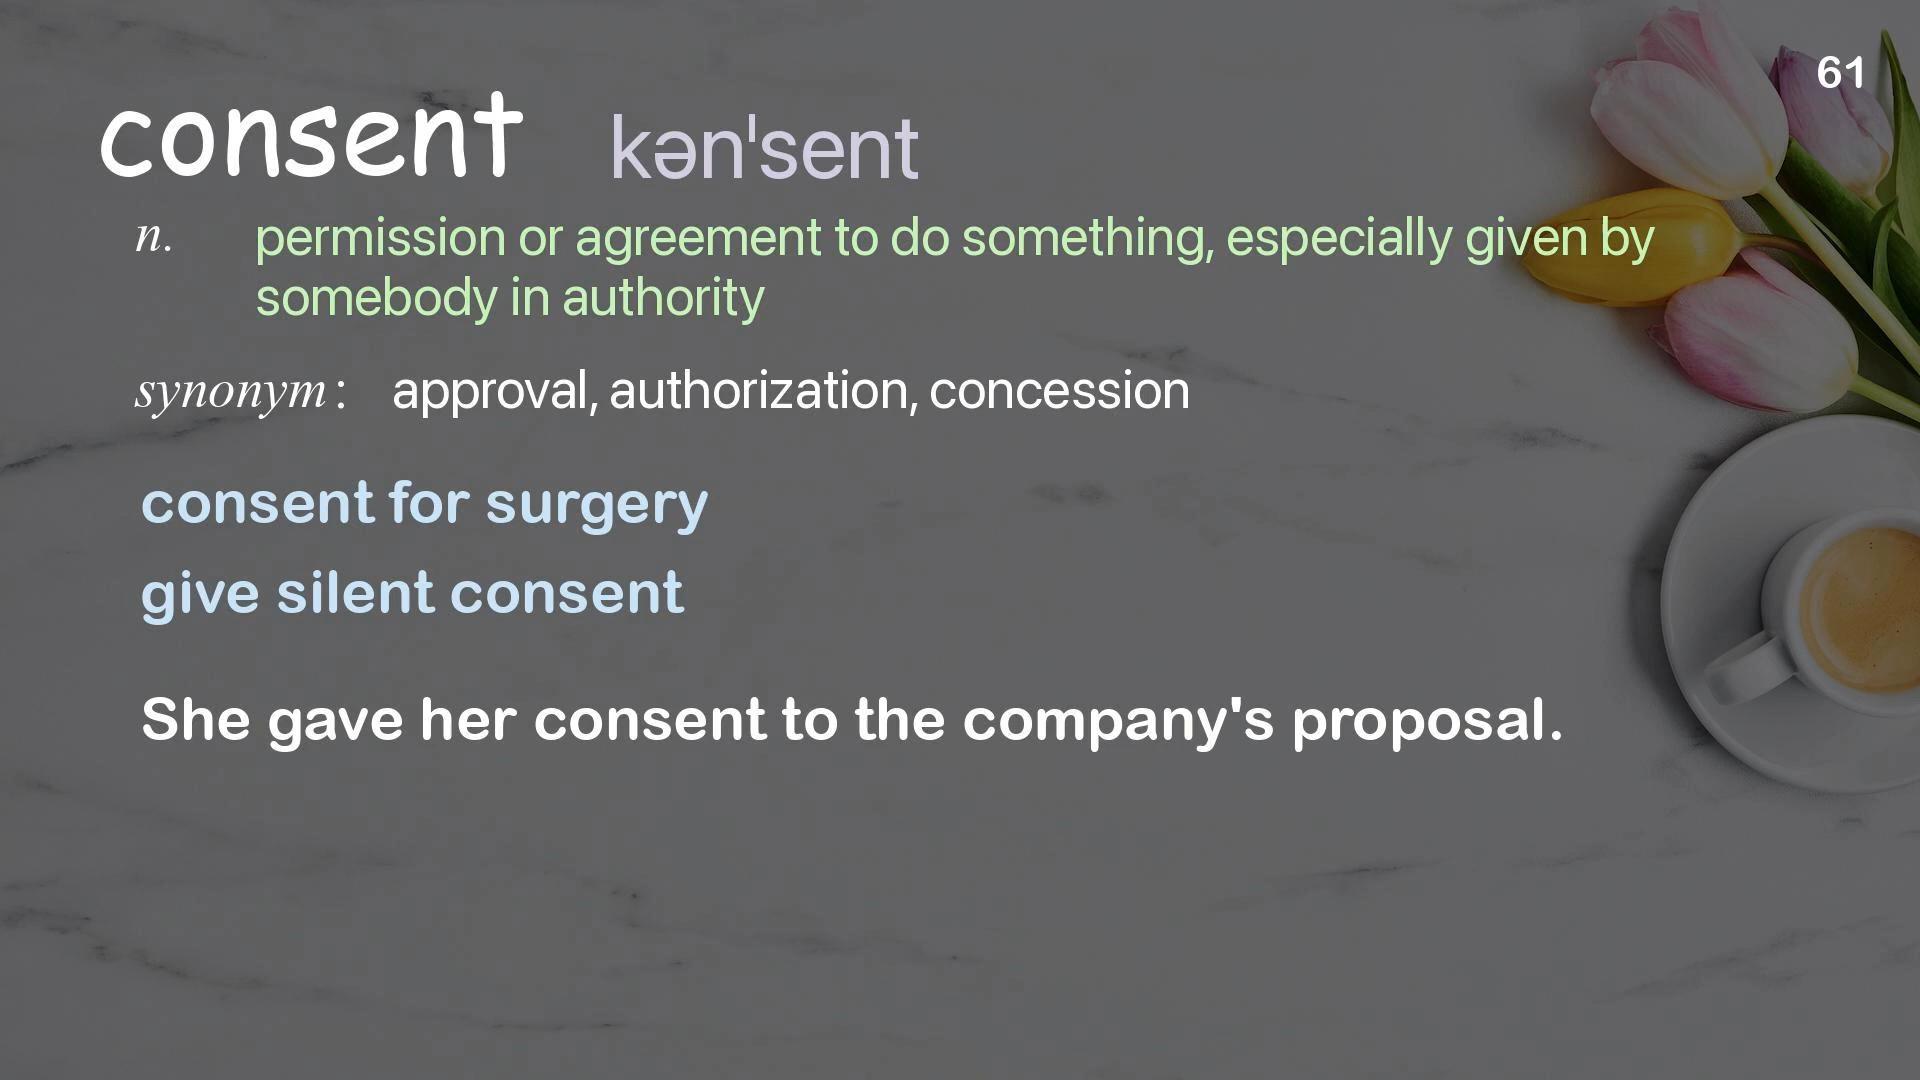 61
consent kən'sent
n. permission or agreement to do something, especially given by
somebody in authority
synonym: approval, authorization, concession
consent for surgery
give silent consent
She gave her consent to the company's proposal.